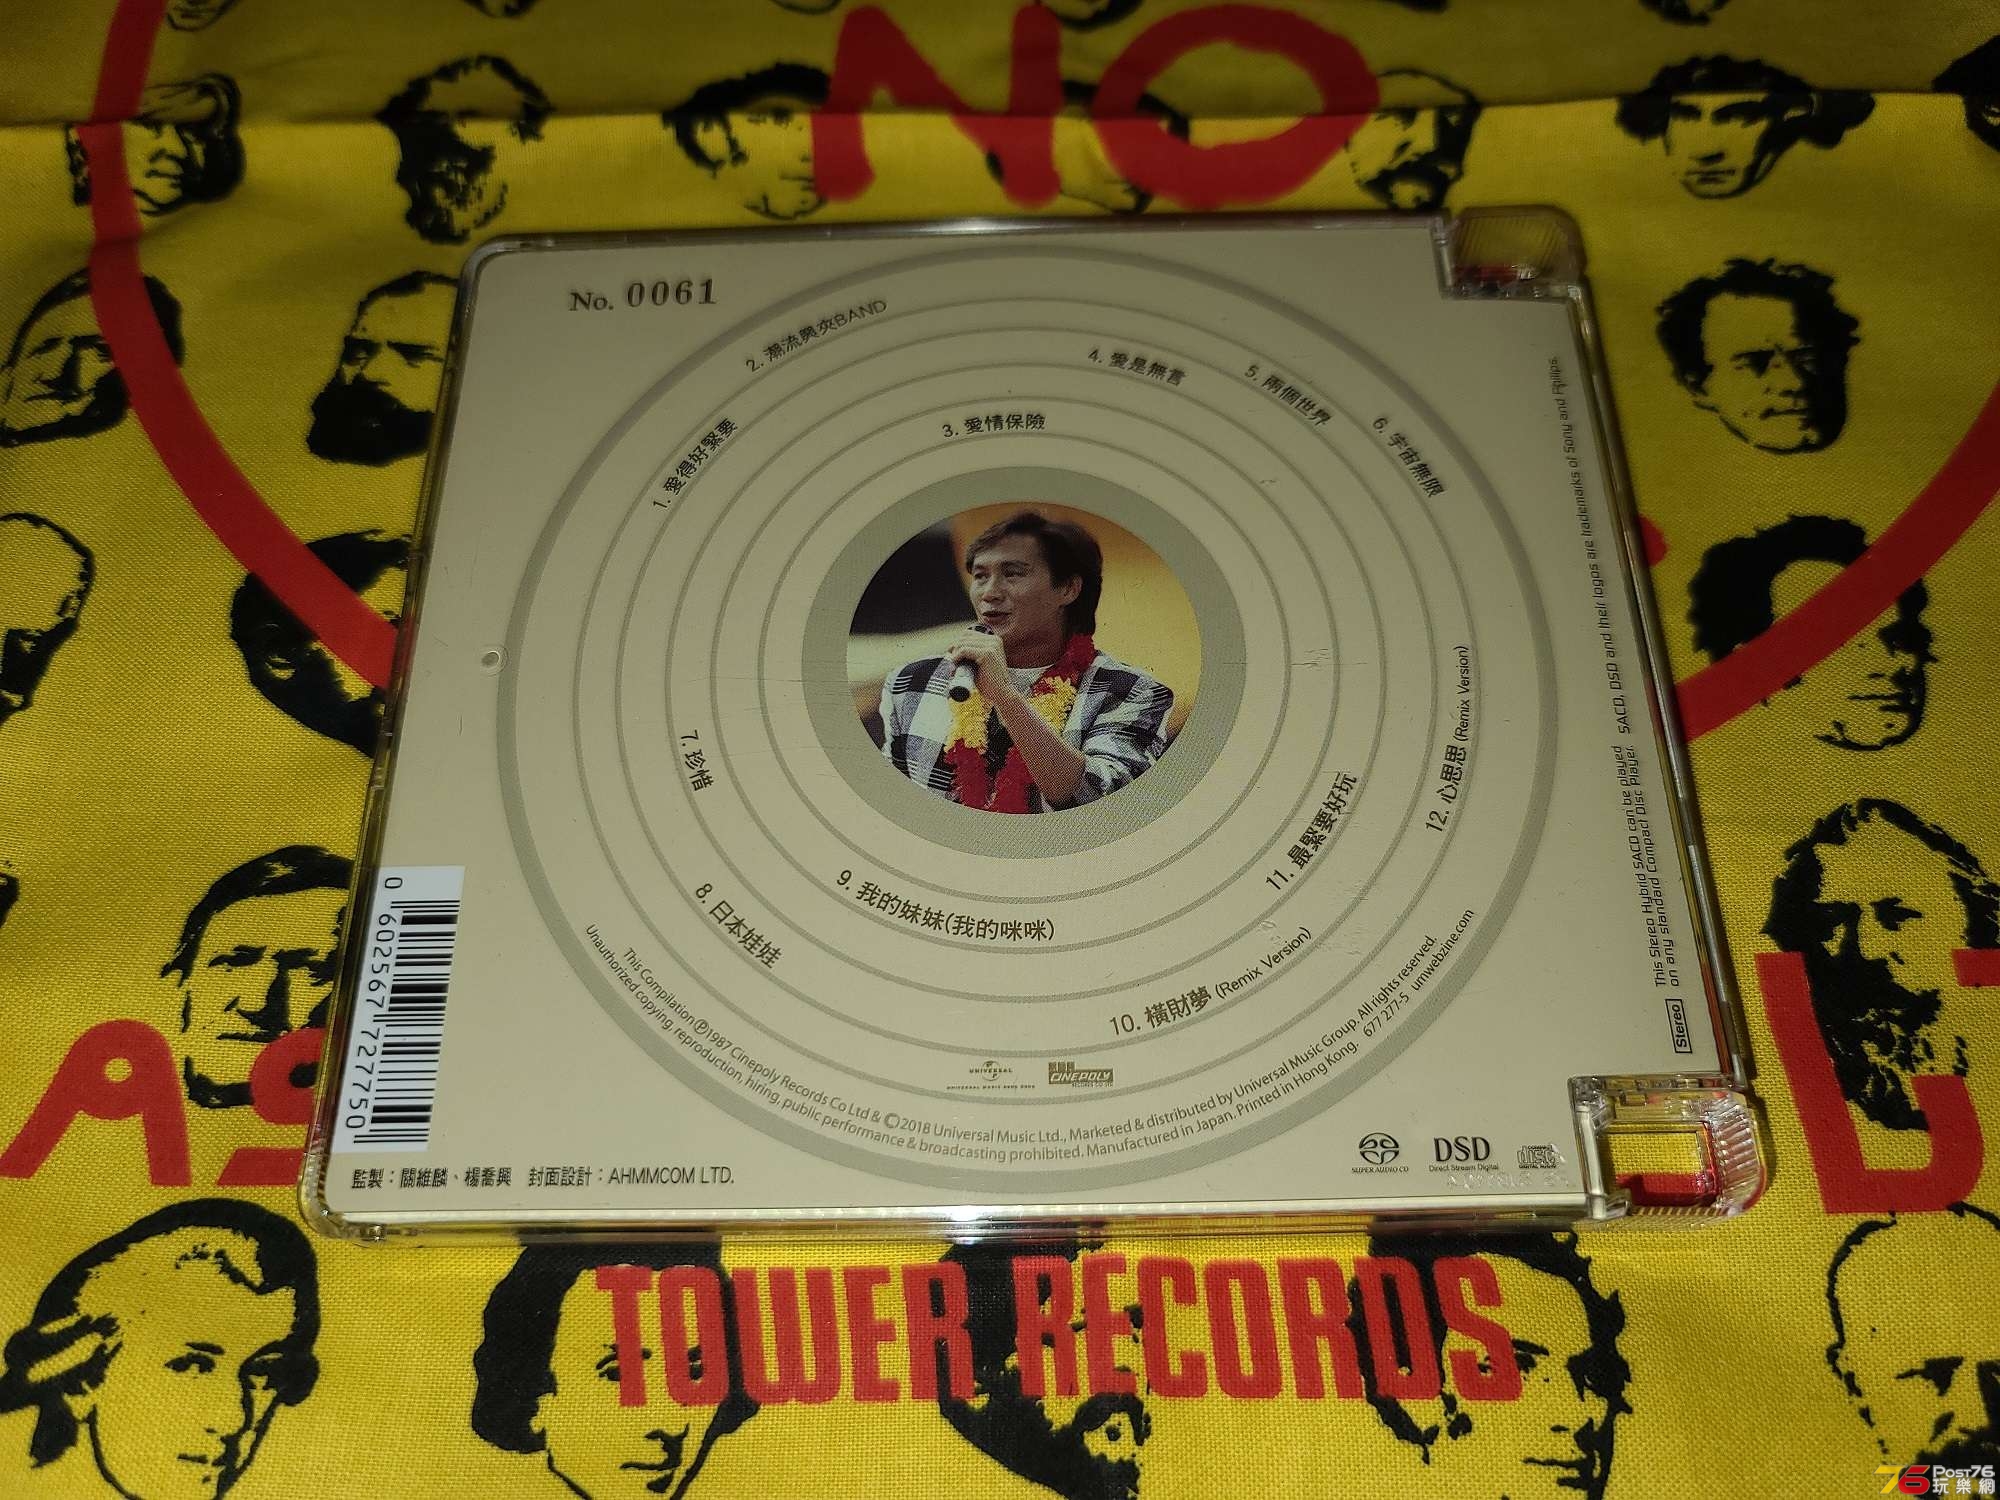 NO
No. 0061
1. 愛得好緊要
2. 潮流興夾BAND
3. 愛情保險
4. 愛是無言
5. 兩個世界
6. 宇宙無限
7. 珍惜
8. 日本娃娃
9. 我的妹妹(我的咪咪)
10. 橫財夢 (Remix Version)
11. 最緊要好玩
12. 心思思 (Remix Version)
UNIVERSAL
CINEPOLY
This Compilation Ⓟ1987 Cinepoly Records Co Ltd & ©2018 Universal Music Ltd., Marketed & distributed by Universal Music Group. All rights reserved.
Unauthorized copying, reproduction, hiring, public performance & broadcasting prohibited. Manufactured in Japan. Printed in Hong Kong. 677 277-5 umwebzine.com
Stereo
This Stereo Hybrid SACD can be played
on any standard Compact Disc Player.
SACD, DSD and their logos are trademarks of Sony and Philips.
0 602567 727750
監製：關維麟、楊喬興 封面設計：AHMMCOM LTD.
SUPER AUDIO CD
DSD
Direct Stream Digital
COMPACT
disc
DIGITAL AUDIO
TOWER RECORDS
76
Post76
玩樂網